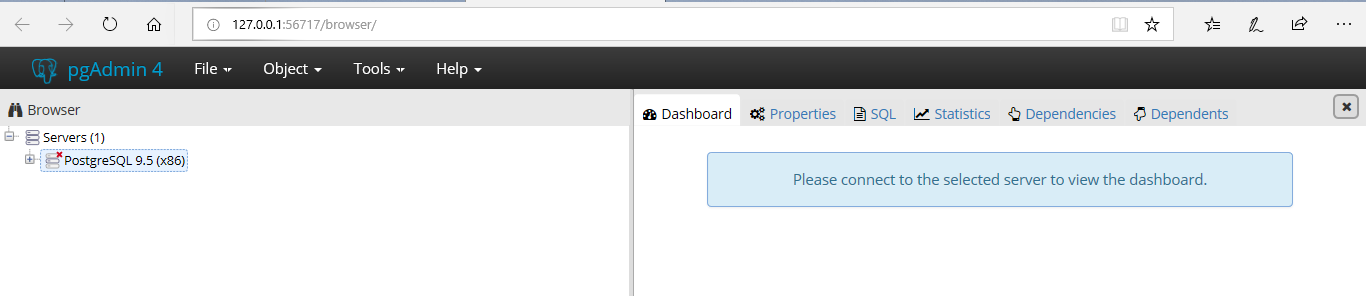 127.0.0.1:56717/browser/
pgAdmin 4 File Object Tools Help
Browser
Servers (1)
PostgreSQL 9.5 (x86)
Dashboard Properties SQL Statistics Dependencies Dependents
Please connect to the selected server to view the dashboard.